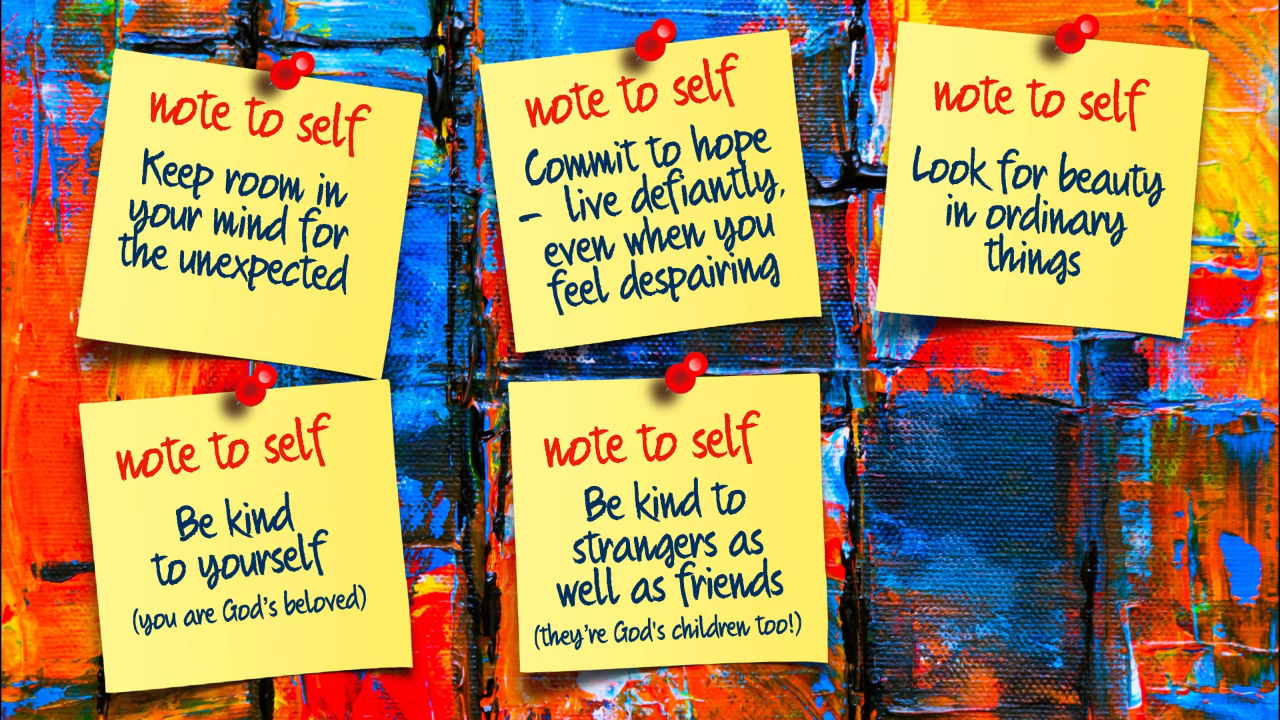 note to self
Keep room in
your mind for
the unexpected
note to self
Commit to hope
– live defiantly,
even when you
feel despairing
note to self
Look for beauty
in ordinary
things
note to self
Be kind
to yourself
(you are God's beloved)
note to self
Be kind to
strangers as
well as friends
(they're God's children too!)